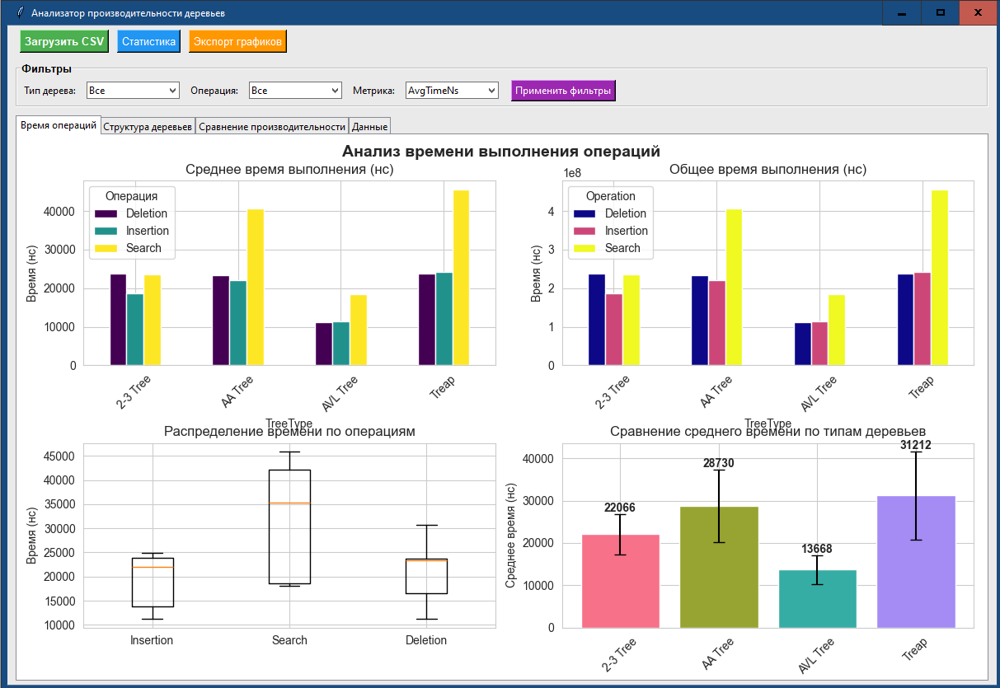 Анализатор производительности деревьев
Загрузить CSV Статистика Экспорт графиков
Фильтры
Тип дерева: Все Операция: Все Метрика: AvgTimeNs Применить фильтры
Время операций Структура деревьев Сравнение производительности Данные
Анализ времени выполнения операций
Среднее время выполнения (нс)
Время (нс)
40000
30000
20000
10000
0
Операция
Deletion
Insertion
Search
2-3 Tree AA Tree AVL Tree Treap
TreeType
Общее время выполнения (нс)
1e8
Время (нс)
4
3
2
1
0
Operation
Deletion
Insertion
Search
2-3 Tree AA Tree AVL Tree Treap
TreeType
Распределение времени по операциям
Время (нс)
45000
40000
35000
30000
25000
20000
15000
10000
Insertion Search Deletion
Сравнение среднего времени по типам деревьев
Среднее время (нс)
40000
30000
20000
10000
0
22066 28730 13668 31212
2-3 Tree AA Tree AVL Tree Treap